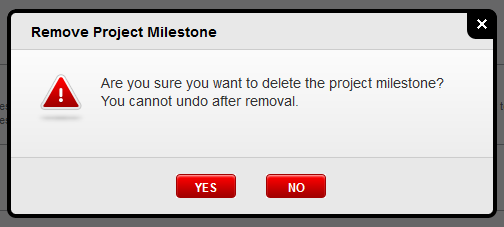 Remove Project Milestone
Are you sure you want to delete the project milestone?
You cannot undo after removal.
YES
NO